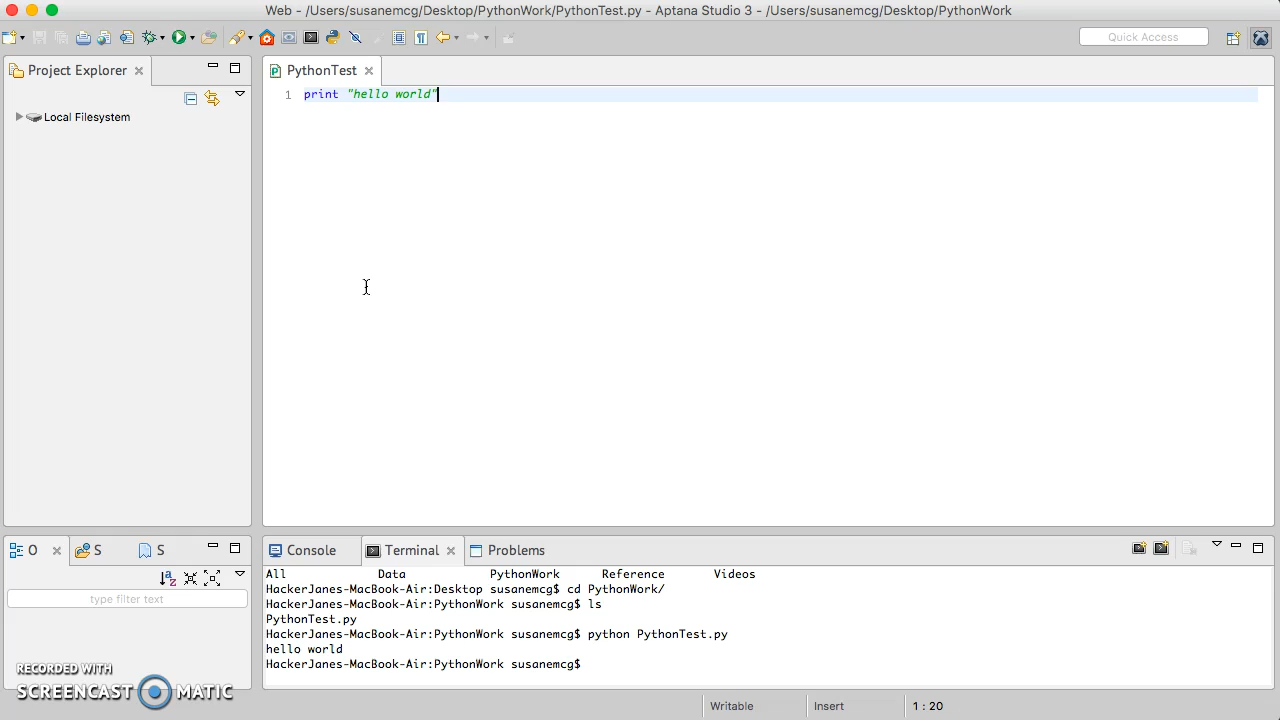 Web - /Users/susanemcg/Desktop/PythonWork/PythonTest.py - Aptana Studio 3 - /Users/susanemcg/Desktop/PythonWork
Quick Access
Project Explorer
PythonTest
1 print "hello world"
Local Filesystem
O
S
S
Console
Terminal
Problems
type filter text
All Data PythonWork Reference Videos
HackerJanes-MacBook-Air:Desktop susanemcg$ cd PythonWork/
HackerJanes-MacBook-Air:PythonWork susanemcg$ ls
PythonTest.py
HackerJanes-MacBook-Air:PythonWork susanemcg$ python PythonTest.py
hello world
HackerJanes-MacBook-Air:PythonWork susanemcg$
RECORDED WITH
SCREENCAST MATIC
Writable
Insert
1 : 20